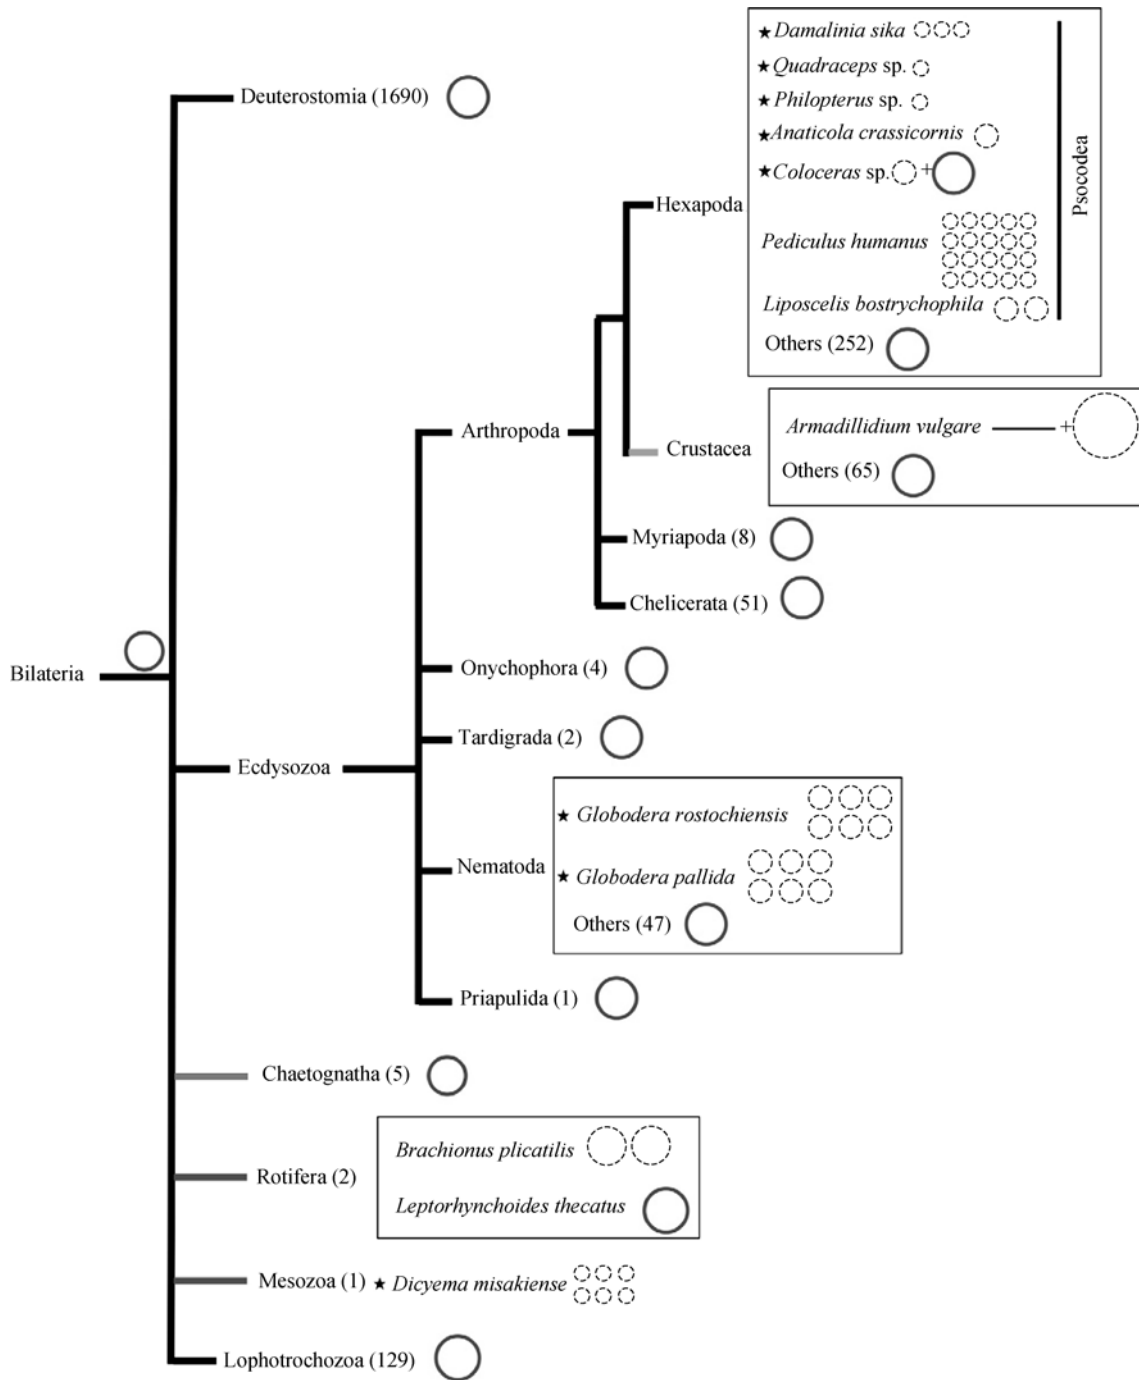 ★ Damalinia sika
★ Quadraceps sp.
★ Philopterus sp.
★ Anaticola crassicornis
★ Coloceras sp. +
Pediculus humanus
Liposcelis bostrychophila
Others (252)
Psocodea
Deuterostomia (1690)
Hexapoda
Arthropoda
Armadillidium vulgare +
Crustacea
Others (65)
Myriapoda (8)
Chelicerata (51)
Bilateria
Onychophora (4)
Tardigrada (2)
Ecdysozoa
★ Globodera rostochiensis
Nematoda
★ Globodera pallida
Others (47)
Priapulida (1)
Chaetognatha (5)
Brachionus plicatilis
Rotifera (2)
Leptorhynchoides thecatus
Mesozoa (1) ★ Dicyema misakiense
Lophotrochozoa (129)